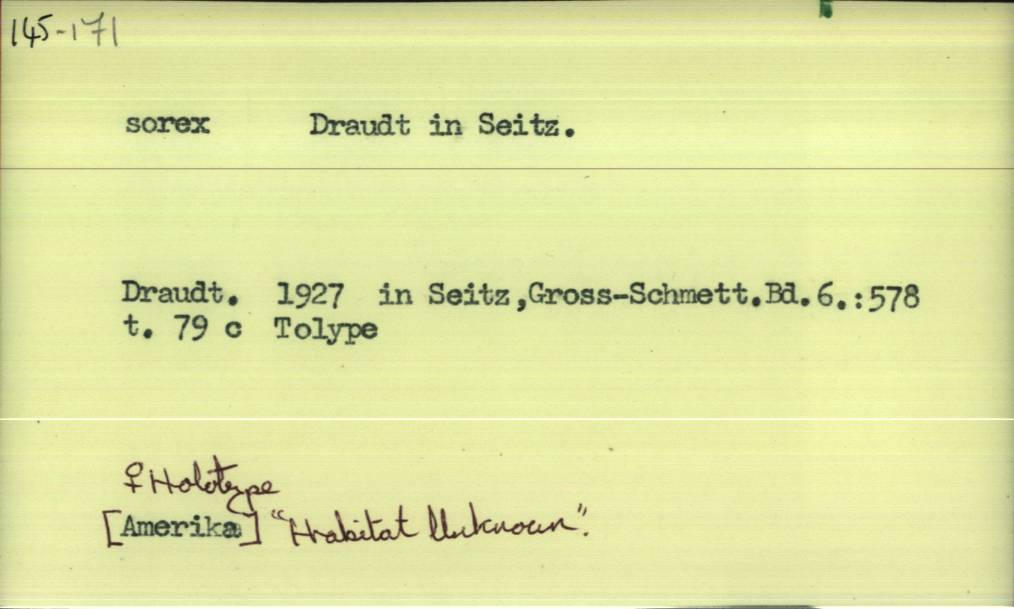 145-171
sorex Draudt in Seitz.
Draudt. 1927 in Seitz,Gross-Schmett.Bd.6.:578
t. 79 c Tolype
♀ Holotype
[Amerika] "Habitat Unknown".